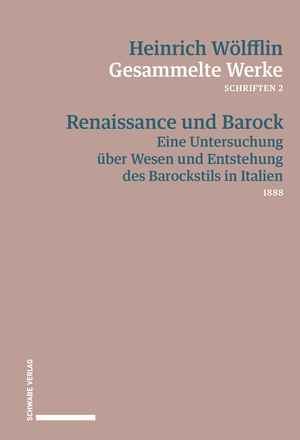 Heinrich Wölfflin
Gesammelte Werke
SCHRIFTEN 2
Renaissance und Barock
Eine Untersuchung
über Wesen und Entstehung
des Barockstils in Italien
1888
SCHWABE VERLAG